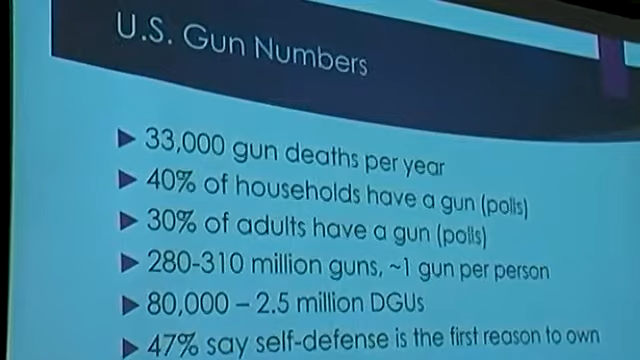 U.S. Gun Numbers
33,000 gun deaths per year
40% of households have a gun (polls)
30% of adults have a gun (polls)
280-310 million guns, ~1 gun per person
80,000 – 2.5 million DGUs
47% say self-defense is the first reason to own